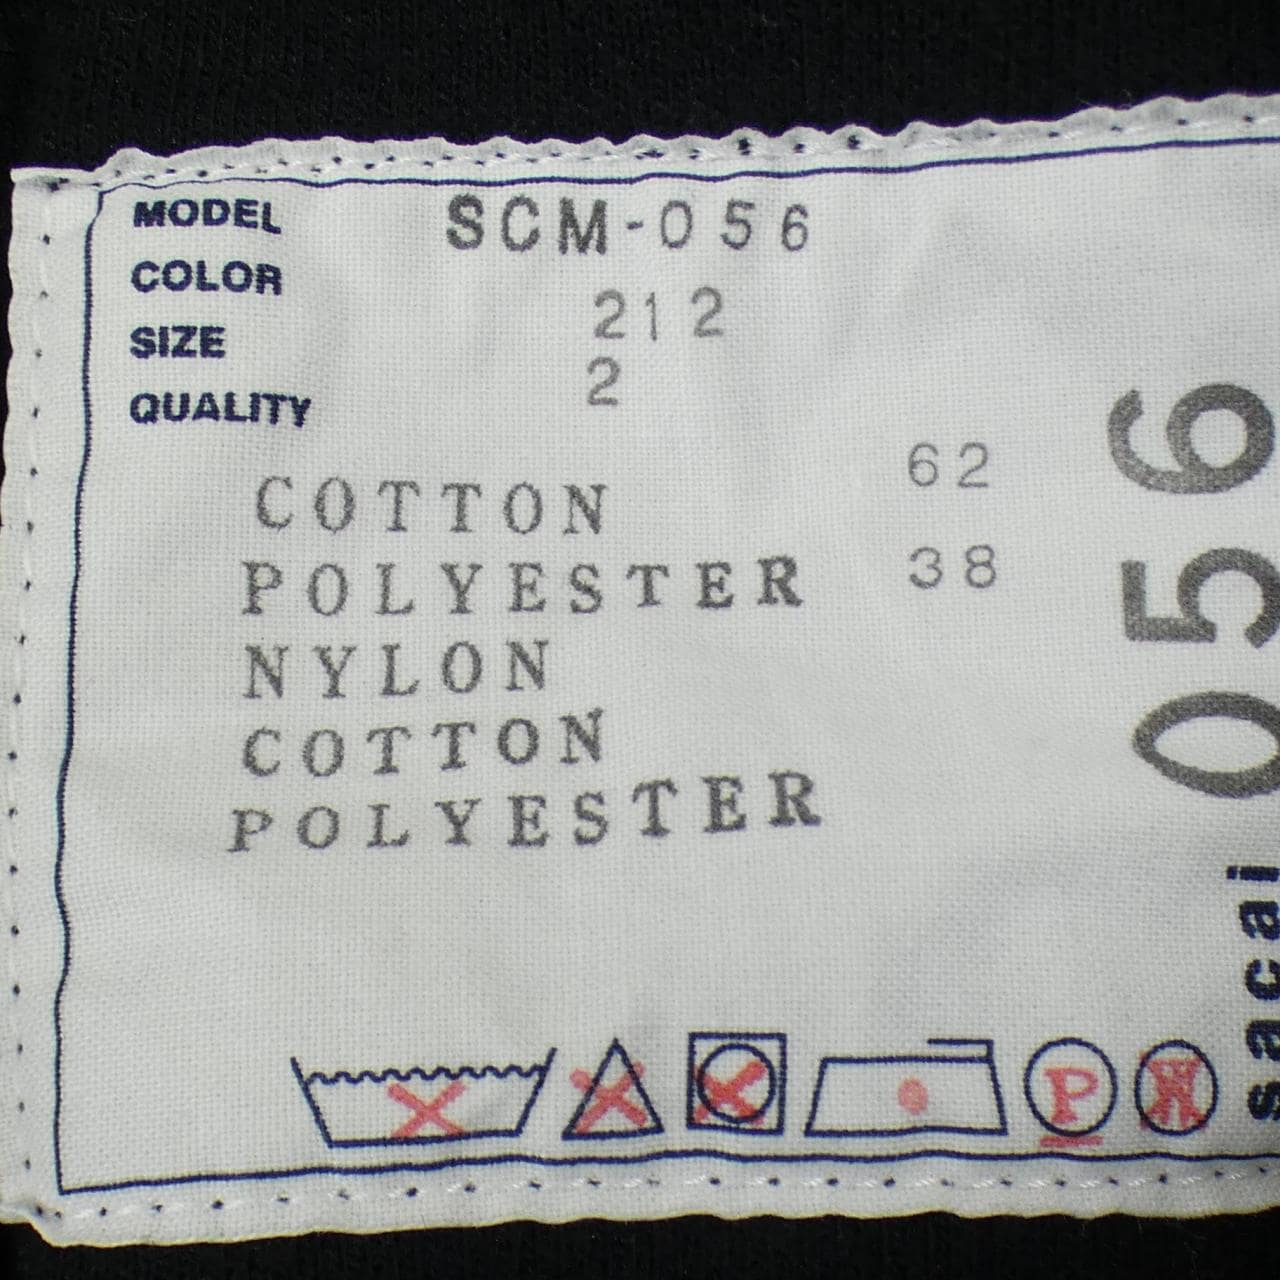 MODEL SCM-056
COLOR 212
SIZE 2
QUALITY
COTTON 62
POLYESTER 38
NYLON
COTTON
POLYESTER
P W
sacai 056